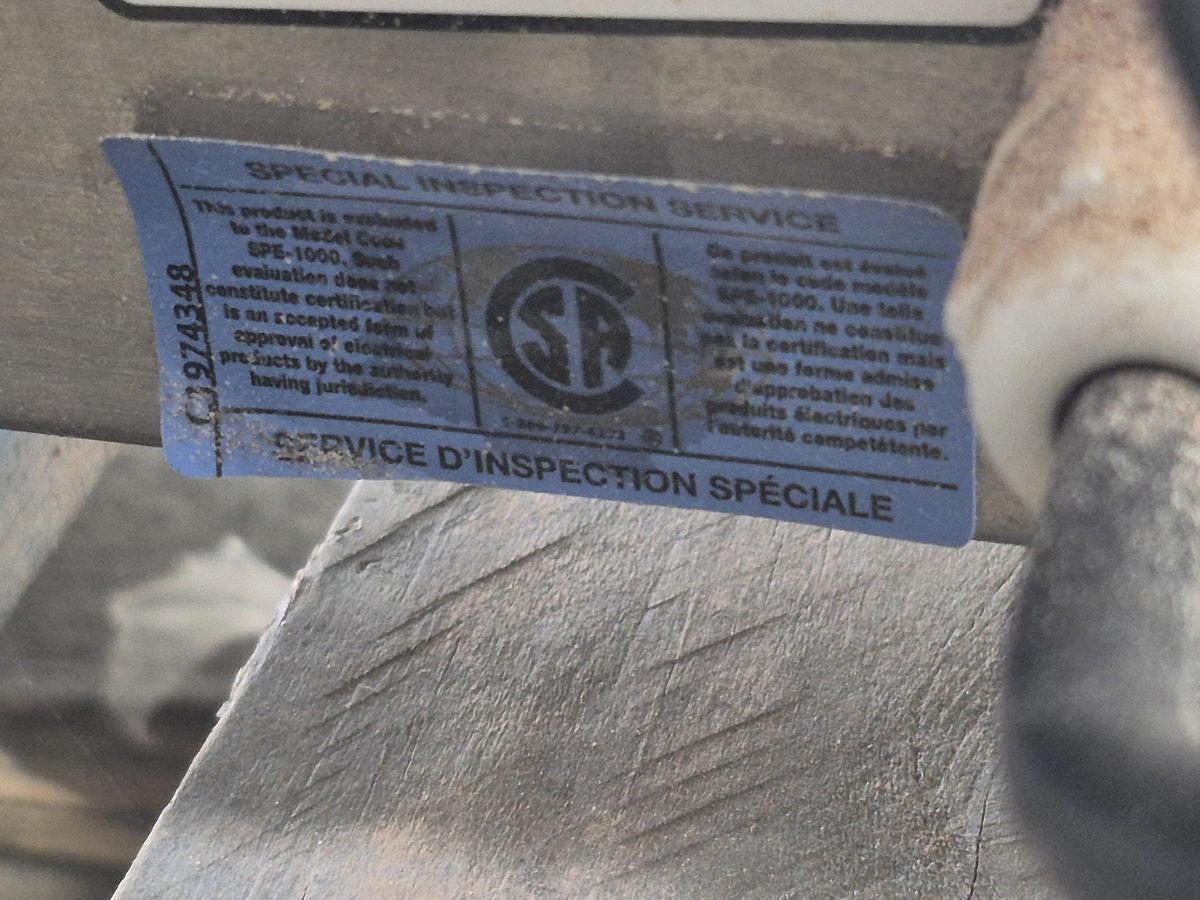 SPECIAL INSPECTION SERVICE
This product is evaluated
to the Model Code
SPE-1000. Such
evaluation does not
constitute certification but
is an accepted form of
approval of electrical
products by the authority
having jurisdiction.
SA
On produit est évalué
selon le code modèle
SPE-1000. Une telle
évaluation ne constitue
pas la certification mais
est une forme admise
d'approbation des
produits électriques par
l'autorité compétente.
SERVICE D'INSPECTION SPÉCIALE
974348